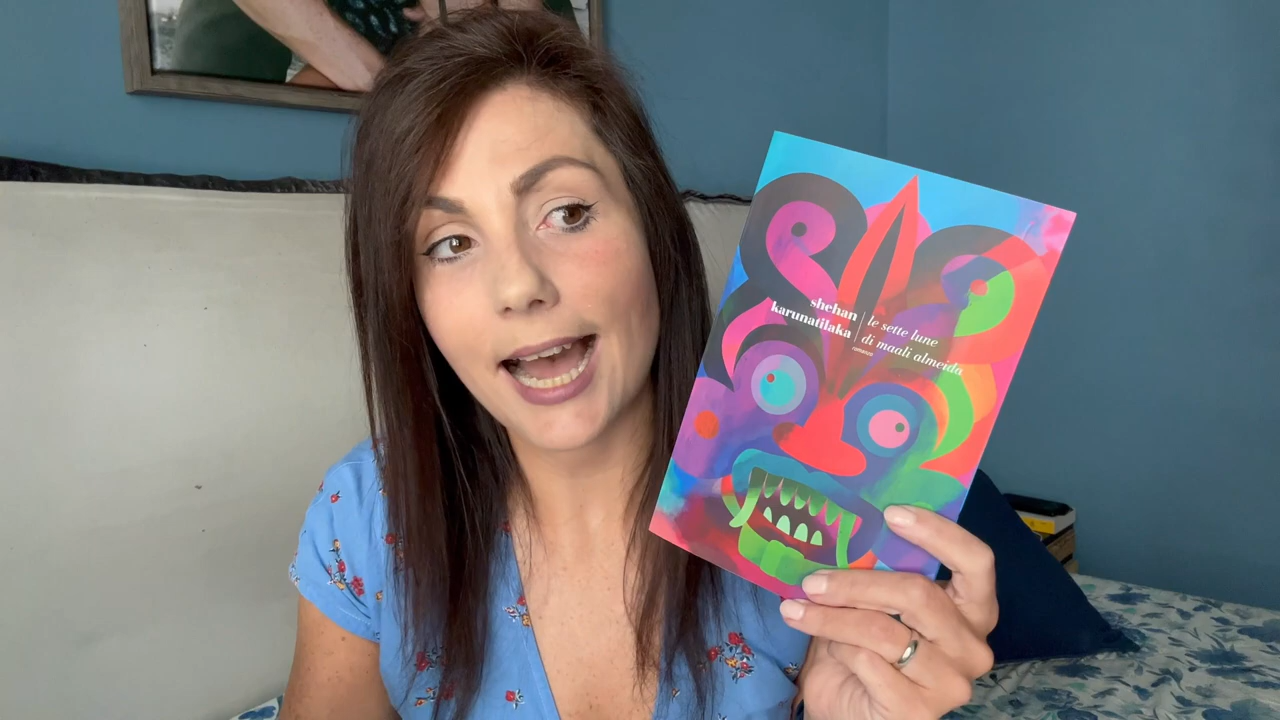 shehan
karunatilaka
le sette lune
di maali almeida
romanzo